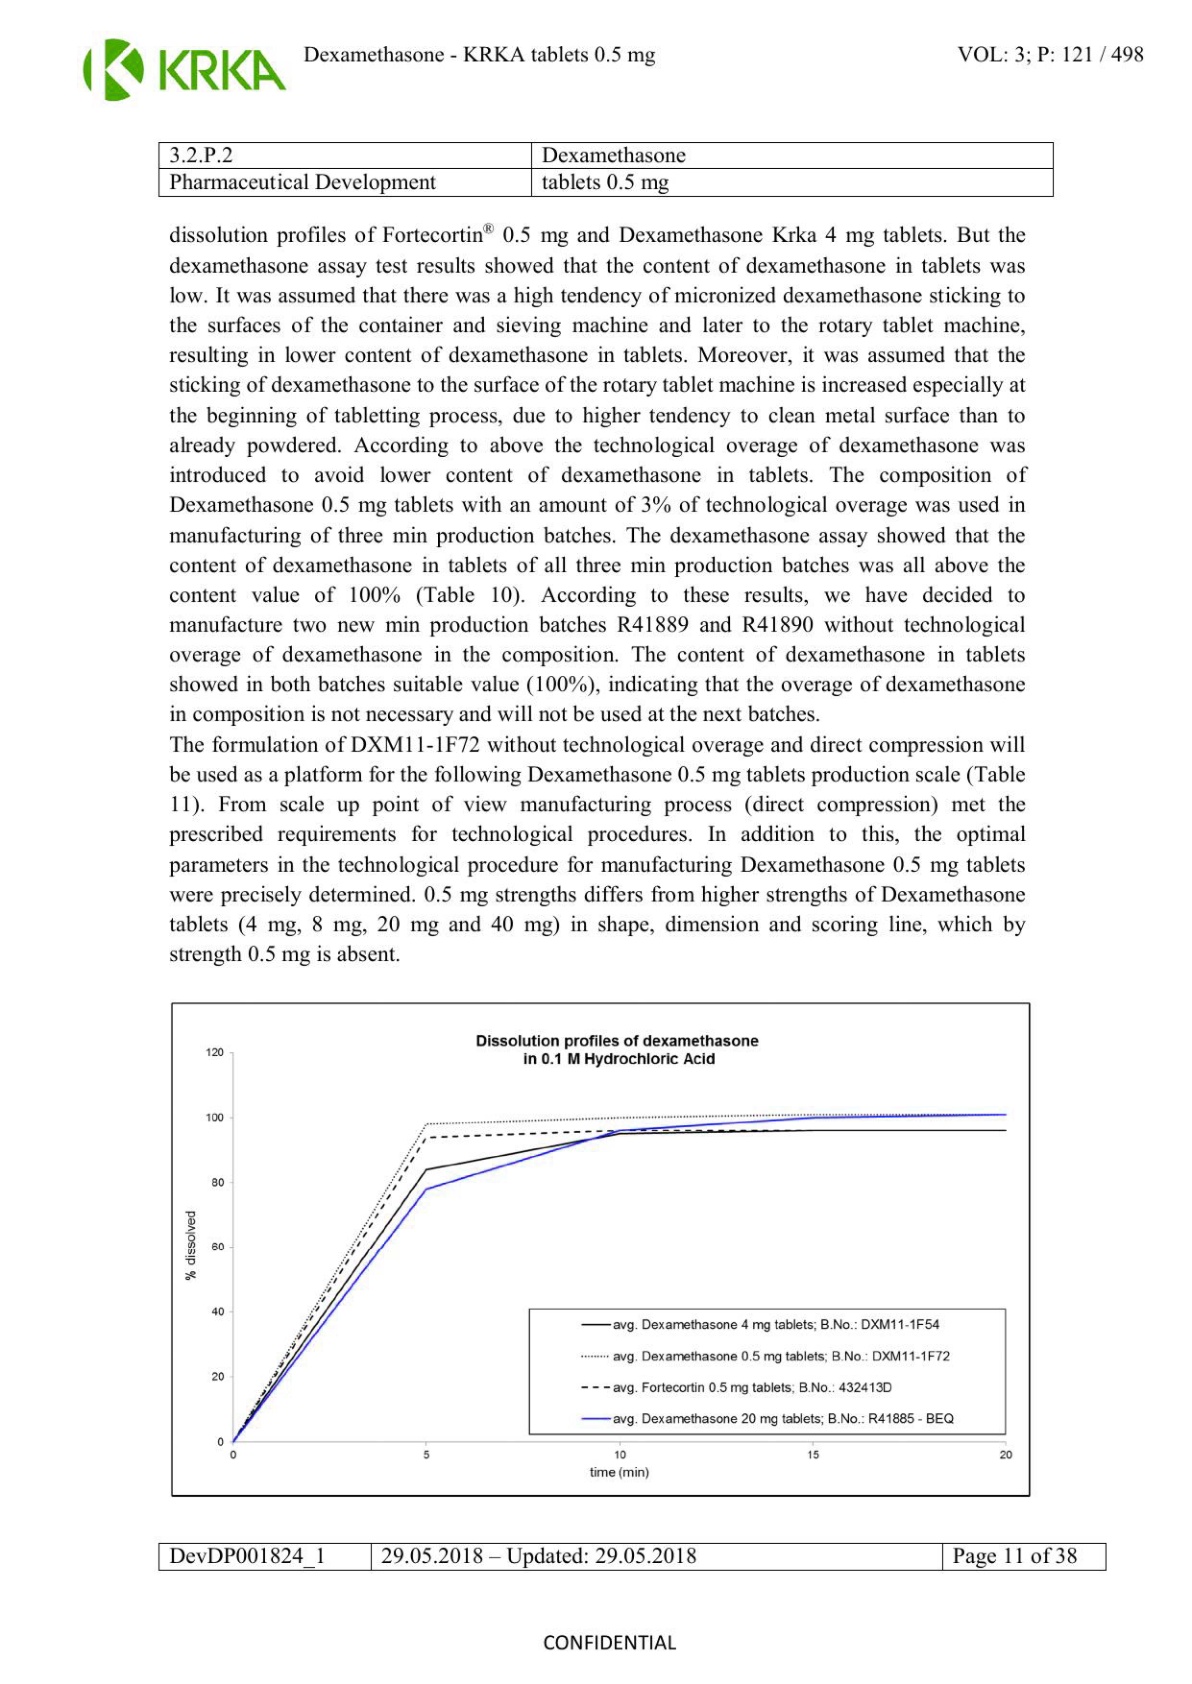 KRKA
Dexamethasone - KRKA tablets 0.5 mg
VOL: 3; P: 121 / 498
3.2.P.2
Dexamethasone
Pharmaceutical Development
tablets 0.5 mg
dissolution profiles of Fortecortin® 0.5 mg and Dexamethasone Krka 4 mg tablets. But the
dexamethasone assay test results showed that the content of dexamethasone in tablets was
low. It was assumed that there was a high tendency of micronized dexamethasone sticking to
the surfaces of the container and sieving machine and later to the rotary tablet machine,
resulting in lower content of dexamethasone in tablets. Moreover, it was assumed that the
sticking of dexamethasone to the surface of the rotary tablet machine is increased especially at
the beginning of tabletting process, due to higher tendency to clean metal surface than to
already powdered. According to above the technological overage of dexamethasone was
introduced to avoid lower content of dexamethasone in tablets. The composition of
Dexamethasone 0.5 mg tablets with an amount of 3% of technological overage was used in
manufacturing of three min production batches. The dexamethasone assay showed that the
content of dexamethasone in tablets of all three min production batches was all above the
content value of 100% (Table 10). According to these results, we have decided to
manufacture two new min production batches R41889 and R41890 without technological
overage of dexamethasone in the composition. The content of dexamethasone in tablets
showed in both batches suitable value (100%), indicating that the overage of dexamethasone
in composition is not necessary and will not be used at the next batches.
The formulation of DXM11-1F72 without technological overage and direct compression will
be used as a platform for the following Dexamethasone 0.5 mg tablets production scale (Table
11). From scale up point of view manufacturing process (direct compression) met the
prescribed requirements for technological procedures. In addition to this, the optimal
parameters in the technological procedure for manufacturing Dexamethasone 0.5 mg tablets
were precisely determined. 0.5 mg strengths differs from higher strengths of Dexamethasone
tablets (4 mg, 8 mg, 20 mg and 40 mg) in shape, dimension and scoring line, which by
strength 0.5 mg is absent.
Dissolution profiles of dexamethasone
in 0.1 M Hydrochloric Acid
120
100
80
60
40
20
0
% dissolved
avg. Dexamethasone 4 mg tablets; B.No.: DXM11-1F54
avg. Dexamethasone 0.5 mg tablets; B.No.: DXM11-1F72
avg. Fortecortin 0.5 mg tablets; B.No.: 432413D
avg. Dexamethasone 20 mg tablets; B.No.: R41885 - BEQ
0 5 10 15 20
time (min)
DevDP001824_1
29.05.2018 – Updated: 29.05.2018
Page 11 of 38
CONFIDENTIAL